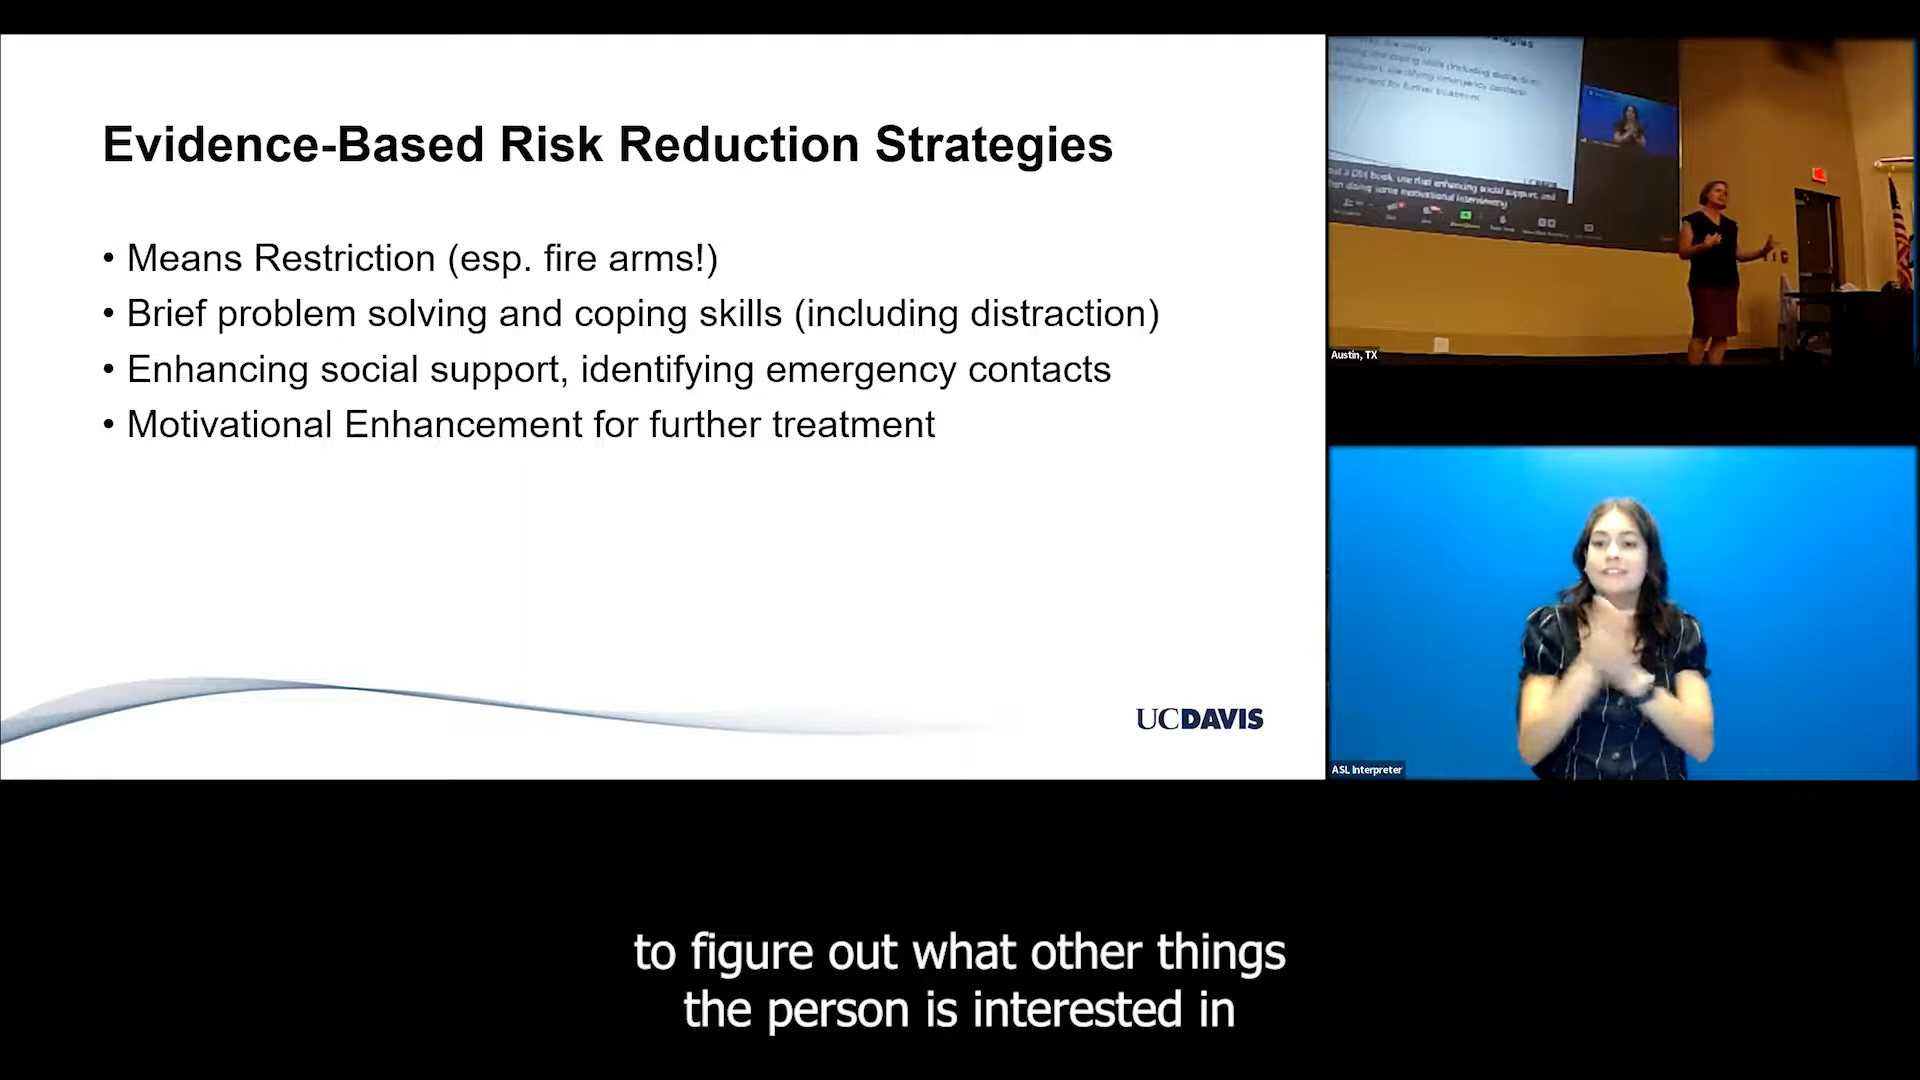 Evidence-Based Risk Reduction Strategies
• Means Restriction (esp. fire arms!)
• Brief problem solving and coping skills (including distraction)
• Enhancing social support, identifying emergency contacts
• Motivational Enhancement for further treatment
UCDAVIS
Austin, TX
ASL Interpreter
to figure out what other things
the person is interested in